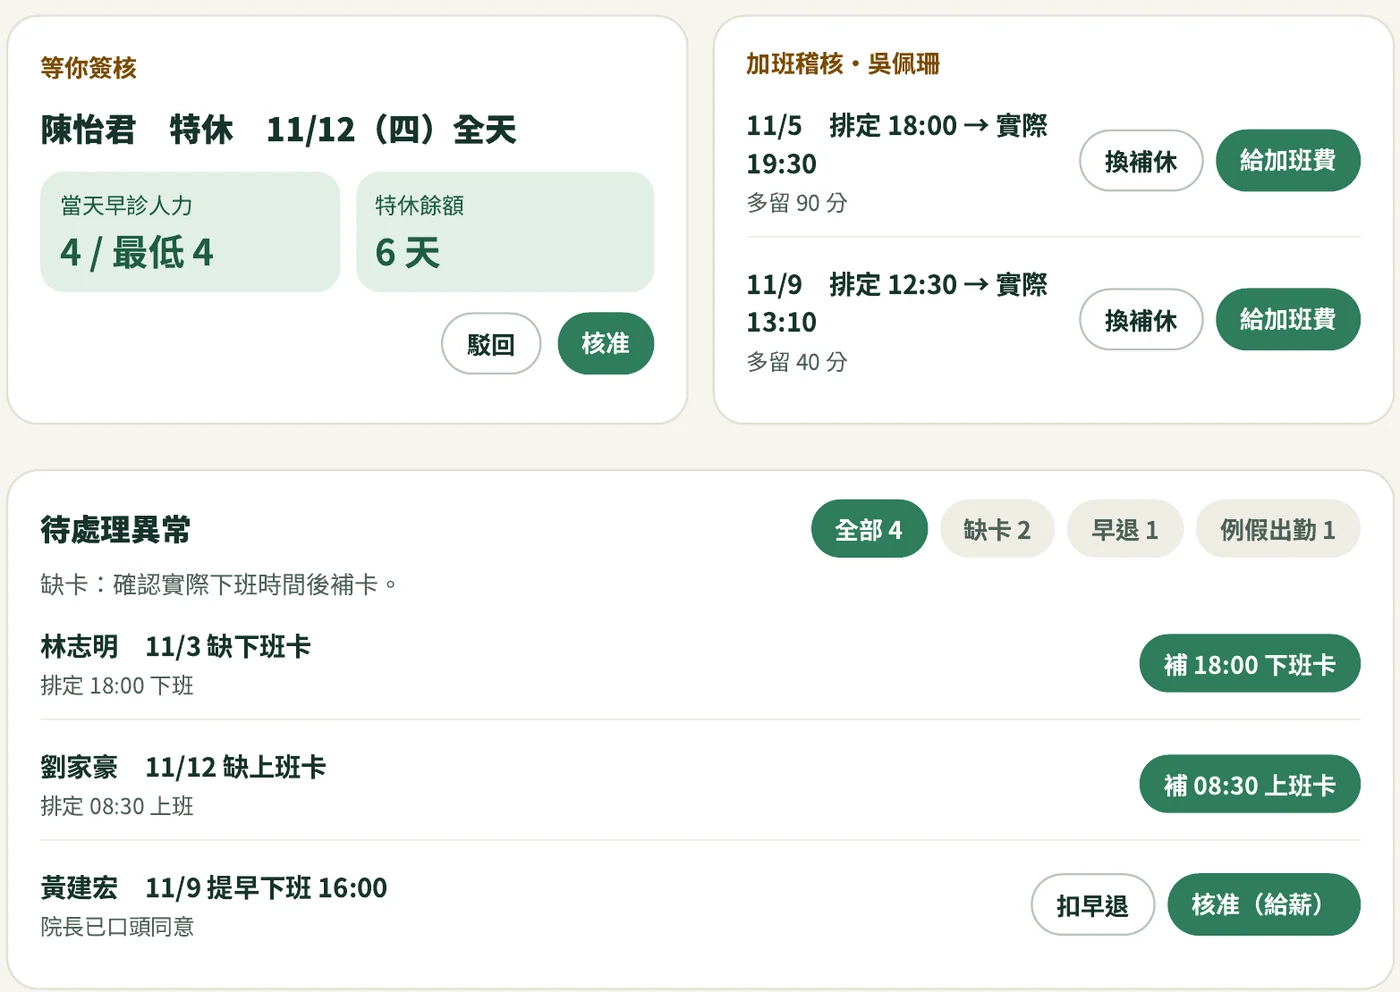 等你簽核
陳怡君　特休　11/12（四）全天
當天早診人力
4 / 最低 4
特休餘額
6 天
駁回
核准
加班稽核・吳佩珊
11/5　排定 18:00 → 實際
19:30
多留 90 分
換補休
給加班費
11/9　排定 12:30 → 實際
13:10
多留 40 分
換補休
給加班費
待處理異常
全部 4
缺卡 2
早退 1
例假出勤 1
缺卡：確認實際下班時間後補卡。
林志明　11/3 缺下班卡
排定 18:00 下班
補 18:00 下班卡
劉家豪　11/12 缺上班卡
排定 08:30 上班
補 08:30 上班卡
黃建宏　11/9 提早下班 16:00
院長已口頭同意
扣早退
核准（給薪）